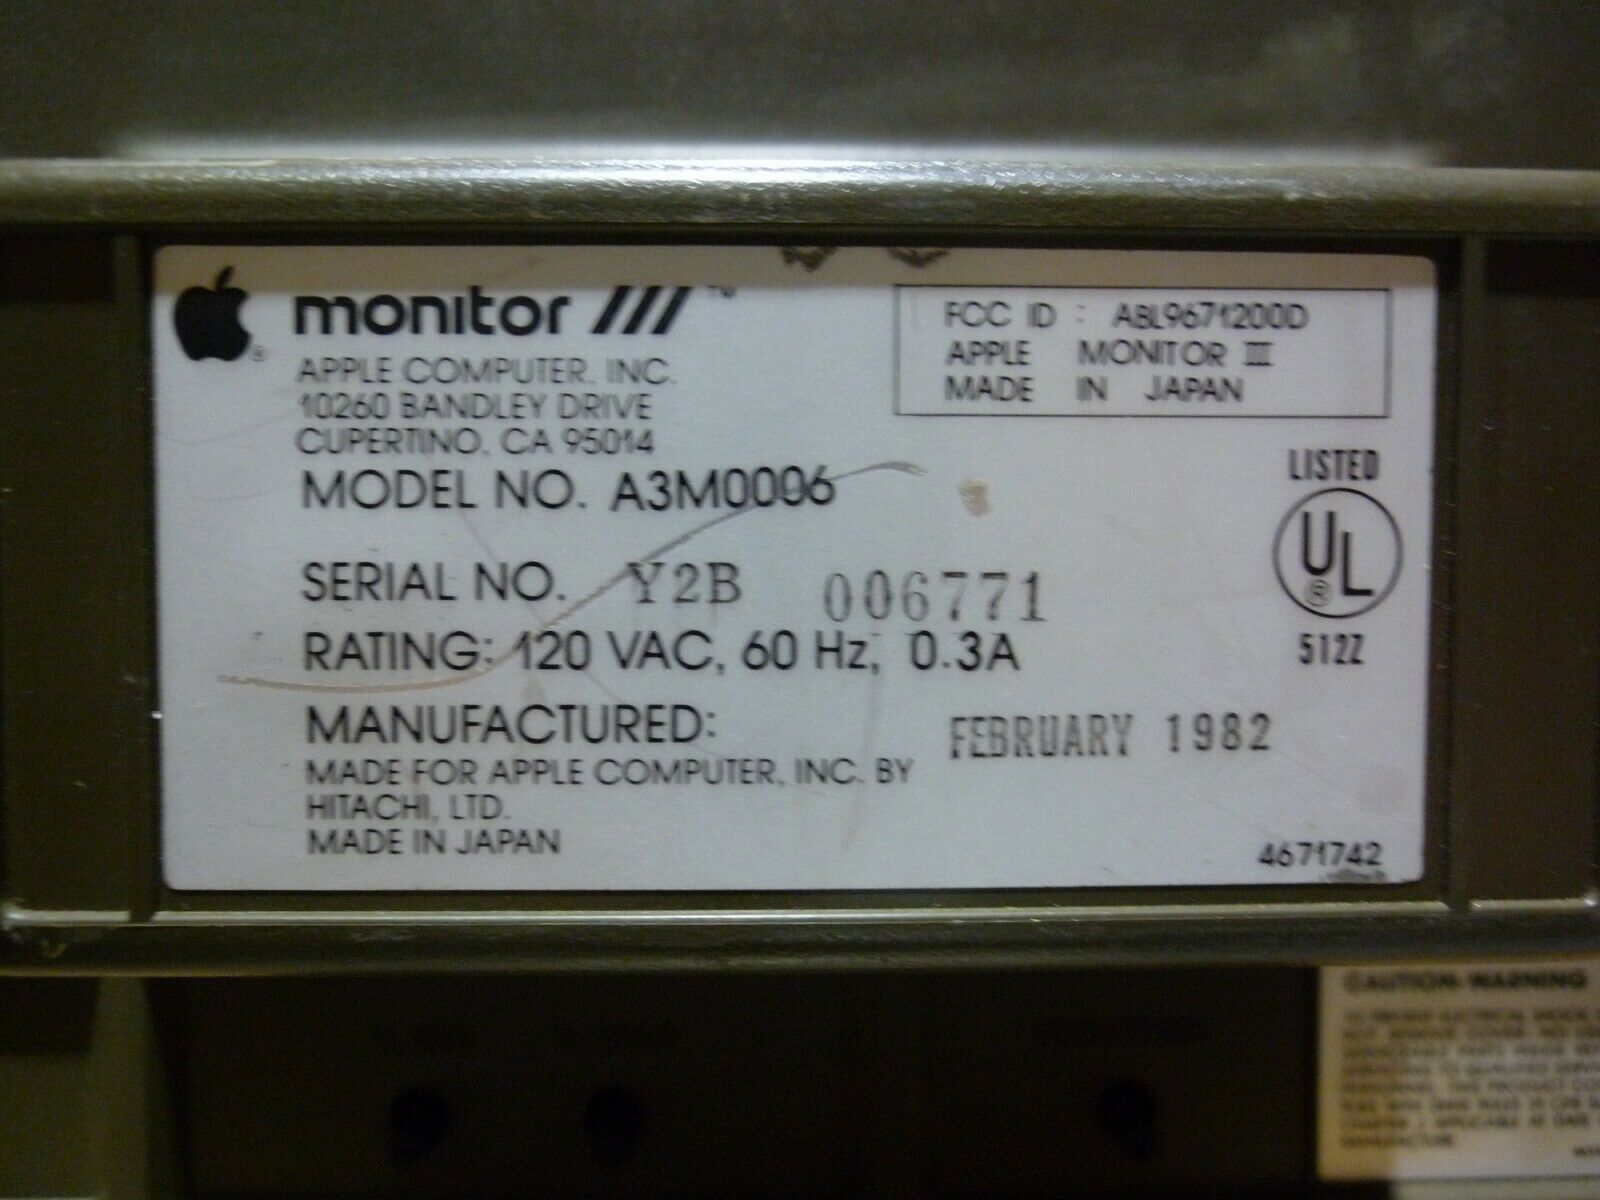 monitor /// ™
APPLE COMPUTER, INC.
10260 BANDLEY DRIVE
CUPERTINO, CA 95014
FCC ID : ABL9671200D
APPLE MONITOR III
MADE IN JAPAN
MODEL NO. A3M0006
LISTED
UL ®
512Z
SERIAL NO. Y2B 006771
RATING: 120 VAC, 60 Hz, 0.3A
MANUFACTURED: FEBRUARY 1982
MADE FOR APPLE COMPUTER, INC. BY
HITACHI, LTD.
MADE IN JAPAN
4671742
CAUTION-WARNING
MANUFACTURE